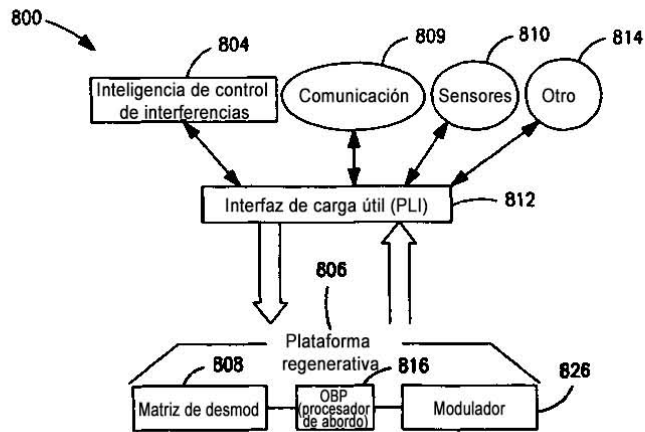 800
804
809
810
814
Inteligencia de control
de interferencias
Comunicación
Sensores
Otro
Interfaz de carga útil (PLI)
812
806
Plataforma
regenerativa
808
816
826
Matriz de desmod
OBP
(procesador
de abordo)
Modulador